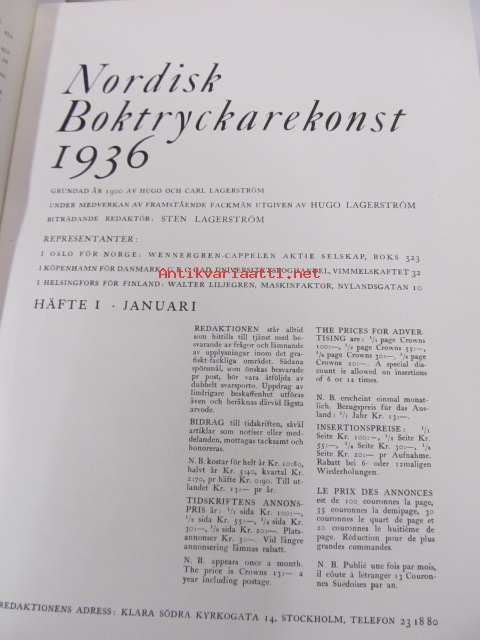 Nordisk
Boktryckarekonst
1936
GRUNDAD ÅR 1900 AV HUGO OCH CARL LAGERSTRÖM
UNDER MEDVERKAN AV FRAMSTÅENDE FACKMÄN UTGIVEN AV HUGO LAGERSTRÖM
BITRÄDANDE REDAKTÖR: STEN LAGERSTRÖM
REPRESENTANTER:
I OSLO FÖR NORGE: WENNERGREN-CAPPELEN AKTIE SELSKAP, BOKS 323
I KÖPENHAMN FÖR DANMARK: G. E. C. GAD, UNIVERSITETSBOGHANDEL, VIMMELSKAFTET 32
Antikvariaatti.net
I HELSINGFORS FÖR FINLAND: WALTER LILJEGREN, MASKINFAKTOR, NYLANDSGATAN 10
HÄFTE I · JANUARI
REDAKTIONEN står alltid
som hittills till tjänst med be-
svarande av frågor och lämnande
av upplysningar inom det gra-
fiskt-fackliga området. Sådana
spörsmål, som önskas besvarade
pr post, bör vara åtföljda av
dubbelt svarsporto. Uppdrag av
lindrigare beskaffenhet utföras
även och beräknas därvid lägsta
arvode.
BIDRAG till tidskriften, såväl
artiklar som notiser eller med-
delanden, mottagas tacksamt och
honoreras.
N. B. kostar för helt år Kr. 10:80,
halvt år Kr. 5:40, kvartal Kr.
2:70, pr häfte Kr. 0:90. Till ut-
landet Kr. 13:— pr år.
TIDSKRIFTENS ANNONS-
PRIS är: 1/1 sida Kr. 100:—,
1/2 sida Kr. 55:—, 1/4 sida Kr.
30:—, 1/8 Kr. 20:—. Plats-
annonser Kr. 3:—. Vid längre
annonsering lämnas rabatt.
N. B. appears once a month.
The price is Crowns 13:— a
year including postage.
THE PRICES FOR ADVER-
TISING are: 1/1 page Crowns
100:—, 1/2 page Crowns 55:—,
1/4 page Crowns 30:—, 1/8 page
Crowns 20:—. A special dis-
count is allowed on insertions
of 6 or 12 times.
N. B. erscheint einmal monat-
lich. Bezugspreis für das Aus-
land: 1/1 Jahr Kr. 13:—.
INSERTIONSPREISE: 1/1
Seite Kr. 100:—, 1/2 Seite Kr.
55:—, 1/4 Seite Kr. 30:—, 1/8
Seite Kr. 20:— pr Aufnahme.
Rabatt bei 6- oder 12maligen
Wiederholungen.
LE PRIX DES ANNONCES
est de 100 couronnes la page,
55 couronnes la demipage, 30
couronnes le quart de page et
20 couronnes le huitième de
page. Réduction pour de plus
grandes commandes.
N. B. Publié une fois par mois,
il coûte à létranger 13 Couron-
nes Suédoises par an.
REDAKTIONENS ADRESS: KLARA SÖDRA KYRKOGATA 14, STOCKHOLM, TELEFON 23 18 80